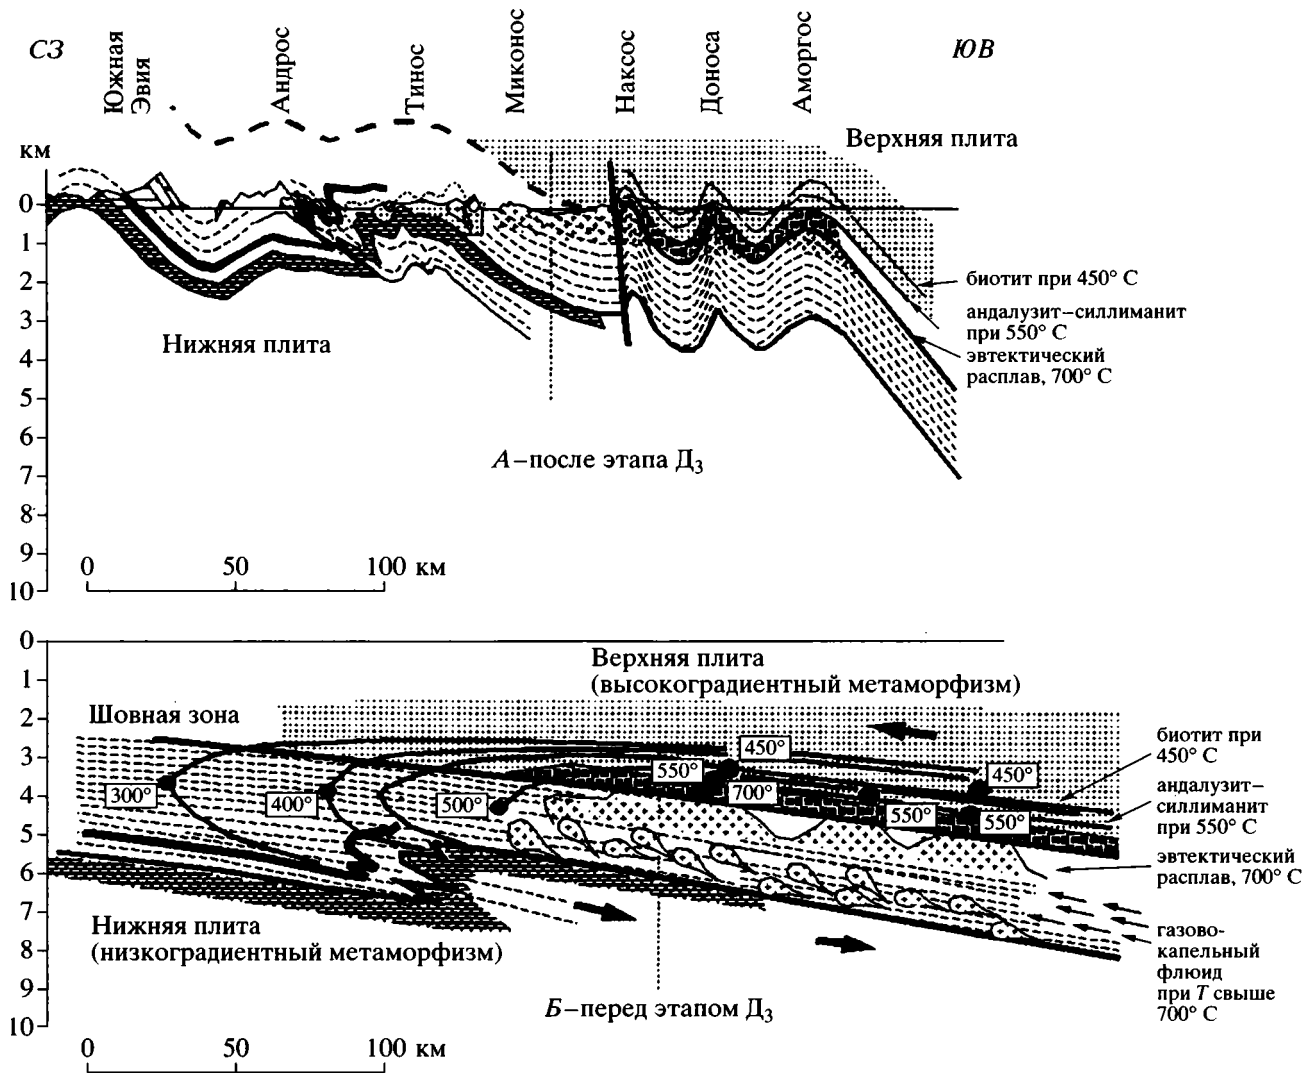 СЗ
Южная
Эвия
Андрос
Тинос
Миконос
Наксос
Доноса
Аморгос
ЮВ
км
Верхняя плита
0
1
2
3
4
5
6
7
8
9
10
биотит при 450° С
андалузит–силлиманит
при 550° С
эвтектический
расплав, 700° С
Нижняя плита
А–после этапа Д3
0 50 100 км
0
1
2
3
4
5
6
7
8
9
10
Верхняя плита
(высокоградиентный метаморфизм)
Шовная зона
450°
450°
550°
700°
300°
400°
500°
550°
550°
биотит при
450° С
андалузит–
силлиманит
при 550° С
эвтектический
расплав, 700° С
газово-
капельный
флюид
при Т свыше
700° С
Нижняя плита
(низкоградиентный метаморфизм)
Б–перед этапом Д3
0 50 100 км